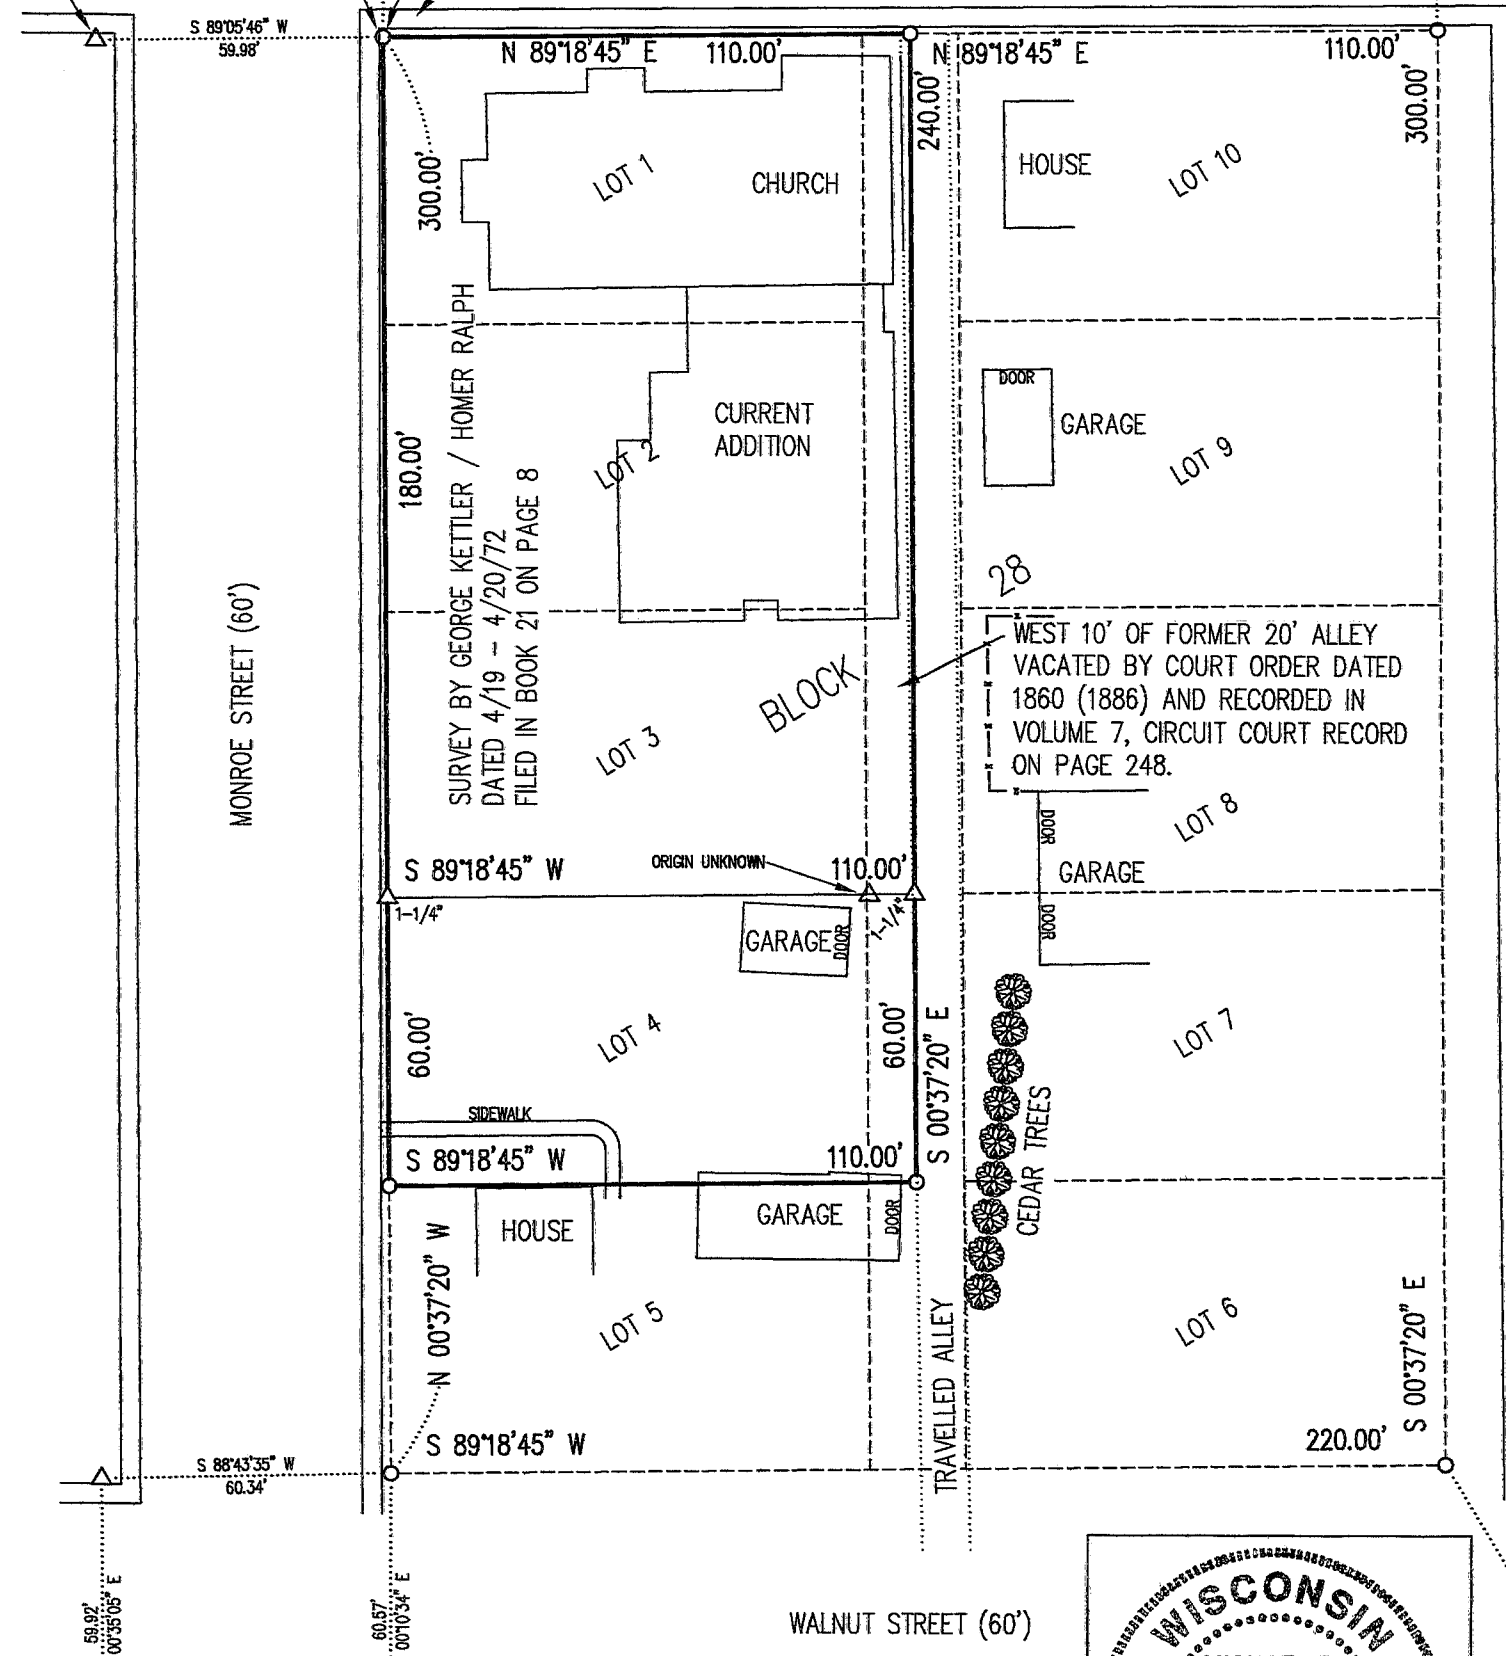 S 89°05'46" W
59.98'
N 89°18'45" E
110.00'
N 89°18'45" E
110.00'
240.00'
300.00'
300.00'
LOT 1
CHURCH
HOUSE
LOT 10
SURVEY BY GEORGE KETTLER / HOMER RALPH
DATED 4/19 - 4/20/72
FILED IN BOOK 21 ON PAGE 8
180.00'
CURRENT
ADDITION
LOT 2
DOOR
GARAGE
LOT 9
28
MONROE STREET (60')
BLOCK
LOT 3
WEST 10' OF FORMER 20' ALLEY
VACATED BY COURT ORDER DATED
1860 (1886) AND RECORDED IN
VOLUME 7, CIRCUIT COURT RECORD
ON PAGE 248.
LOT 8
DOOR
GARAGE
DOOR
S 89°18'45" W
ORIGIN UNKNOWN
110.00'
1-1/4"
1-1/4"
GARAGE
DOOR
LOT 4
60.00'
60.00'
S 00°37'20" E
LOT 7
CEDAR TREES
SIDEWALK
S 89°18'45" W
110.00'
HOUSE
GARAGE
DOOR
N 00°37'20" W
LOT 5
TRAVELLED ALLEY
LOT 6
S 00°37'20" E
S 89°18'45" W
220.00'
S 88°43'35" W
60.34'
59.92'
00°35'05" E
60.57'
00°10'34" E
WALNUT STREET (60')
WISCONSIN